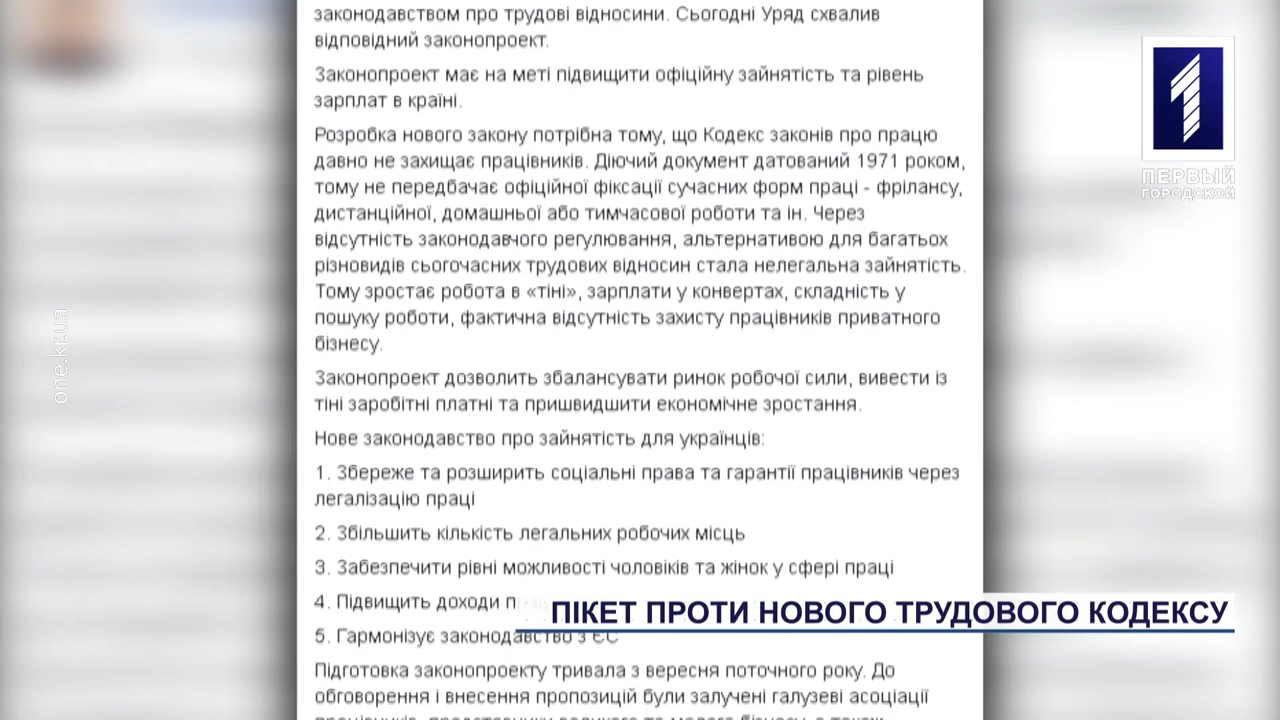 законодавством про трудові відносини. Сьогодні Уряд схвалив
відповідний законопроект.
Законопроект має на меті підвищити офіційну зайнятість та рівень
зарплат в країні.
Розробка нового закону потрібна тому, що Кодекс законів про працю
давно не захищає працівників. Діючий документ датований 1971 роком,
тому не передбачає офіційної фіксації сучасних форм праці - фрілансу,
дистанційної, домашньої або тимчасової роботи та ін. Через
відсутність законодавчого регулювання, альтернативою для багатьох
різновидів сьогочасних трудових відносин стала нелегальна зайнятість.
Тому зростає робота в «тіні», зарплати у конвертах, складність у
пошуку роботи, фактична відсутність захисту працівників приватного
бізнесу.
Законопроект дозволить збалансувати ринок робочої сили, вивести із
тіні заробітні платні та пришвидшити економічне зростання.
Нове законодавство про зайнятість для українців:
1. Збереже та розширить соціальні права та гарантії працівників через
легалізацію праці
2. Збільшить кількість легальних робочих місць
3. Забезпечити рівні можливості чоловіків та жінок у сфері праці
4. Підвищить доходи
5. Гармонізує законодавство з ЄС
Підготовка законопроекту тривала з вересня поточного року. До
обговорення і внесення пропозицій були залучені галузеві асоціації
ПІКЕТ ПРОТИ НОВОГО ТРУДОВОГО КОДЕКСУ
1
ПЕРВЫЙ
ГОРОДСКОЙ
one.kr.ua